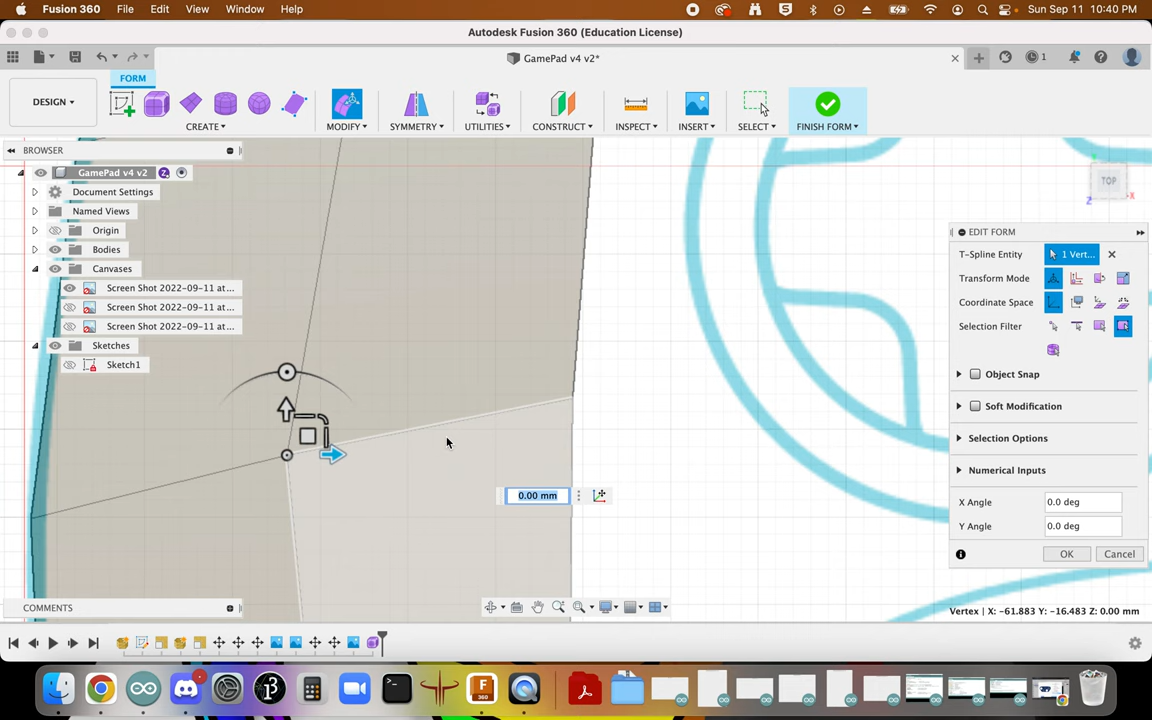 Fusion 360 File Edit View Window Help Sun Sep 11 10:40 PM
Autodesk Fusion 360 (Education License)
GamePad v4 v2*
1
FORM
DESIGN
CREATE MODIFY SYMMETRY UTILITIES CONSTRUCT INSPECT INSERT SELECT FINISH FORM
BROWSER
GamePad v4 v2
Document Settings
Named Views
Origin
Bodies
Canvases
Screen Shot 2022-09-11 at...
Screen Shot 2022-09-11 at...
Screen Shot 2022-09-11 at...
Sketches
Sketch1
TOP
X
Z
EDIT FORM
T-Spline Entity 1 Vert...
Transform Mode
Coordinate Space
Selection Filter
Object Snap
Soft Modification
Selection Options
Numerical Inputs
X Angle 0.0 deg
Y Angle 0.0 deg
OK Cancel
0.00 mm
COMMENTS
Vertex | X: -61.883 Y: -16.483 Z: 0.00 mm